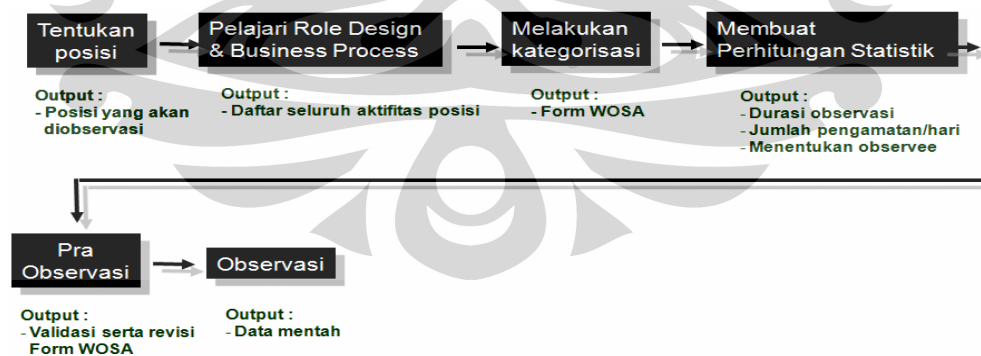 Tentukan
posisi
Output :
- Posisi yang akan
diobservasi
Pelajari Role Design
& Business Process
Output :
- Daftar seluruh aktifitas posisi
Melakukan
kategorisasi
Output :
- Form WOSA
Membuat
Perhitungan Statistik
Output :
- Durasi observasi
- Jumlah pengamatan/hari
- Menentukan observee
Pra
Observasi
Output :
- Validasi serta revisi
Form WOSA
Observasi
Output :
- Data mentah